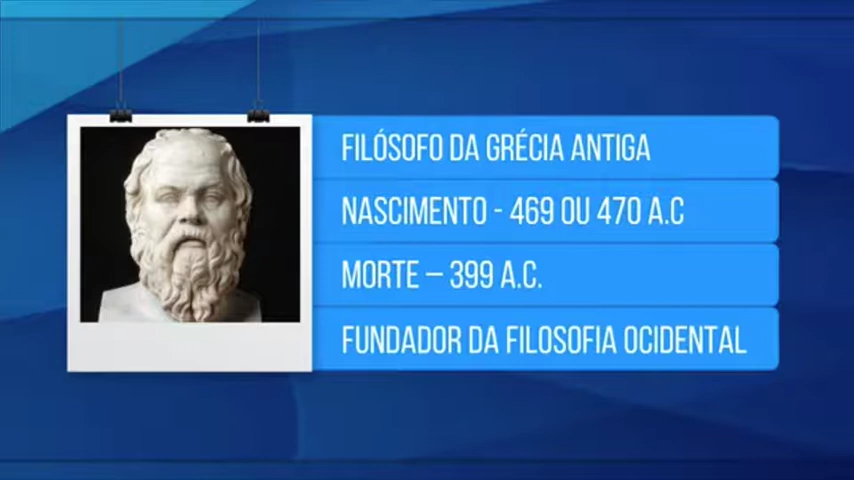 FILÓSOFO DA GRÉCIA ANTIGA
NASCIMENTO - 469 OU 470 A.C
MORTE – 399 A.C.
FUNDADOR DA FILOSOFIA OCIDENTAL